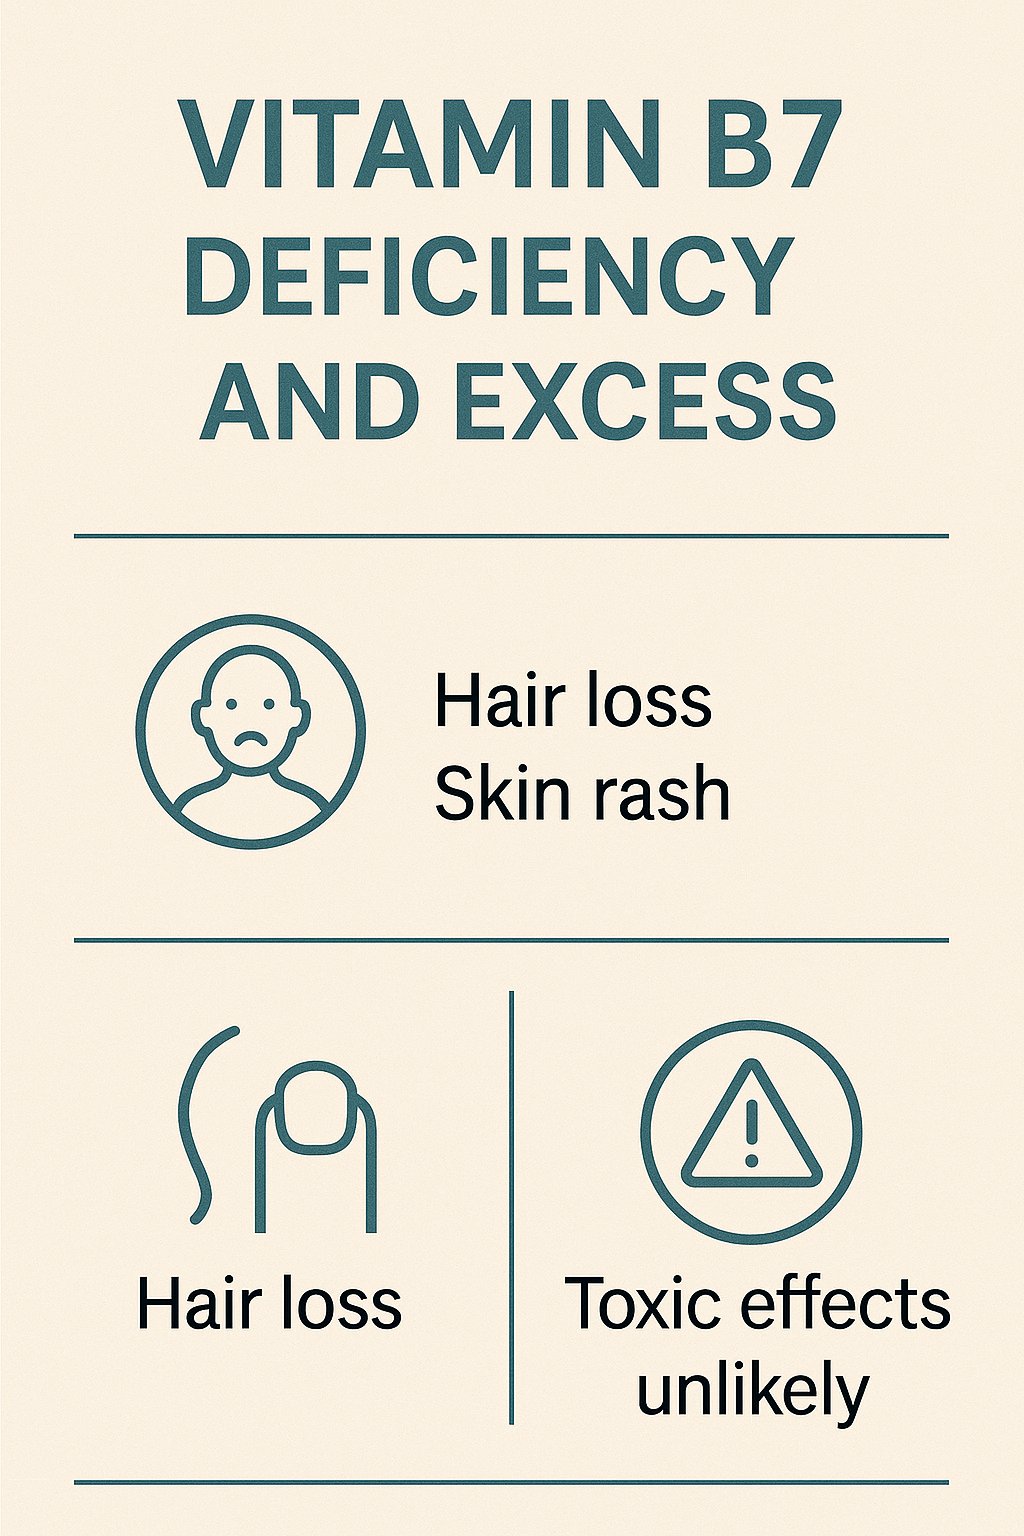 VITAMIN B7
DEFICIENCY
AND EXCESS
Hair loss
Skin rash
Hair loss
Toxic effects
unlikely